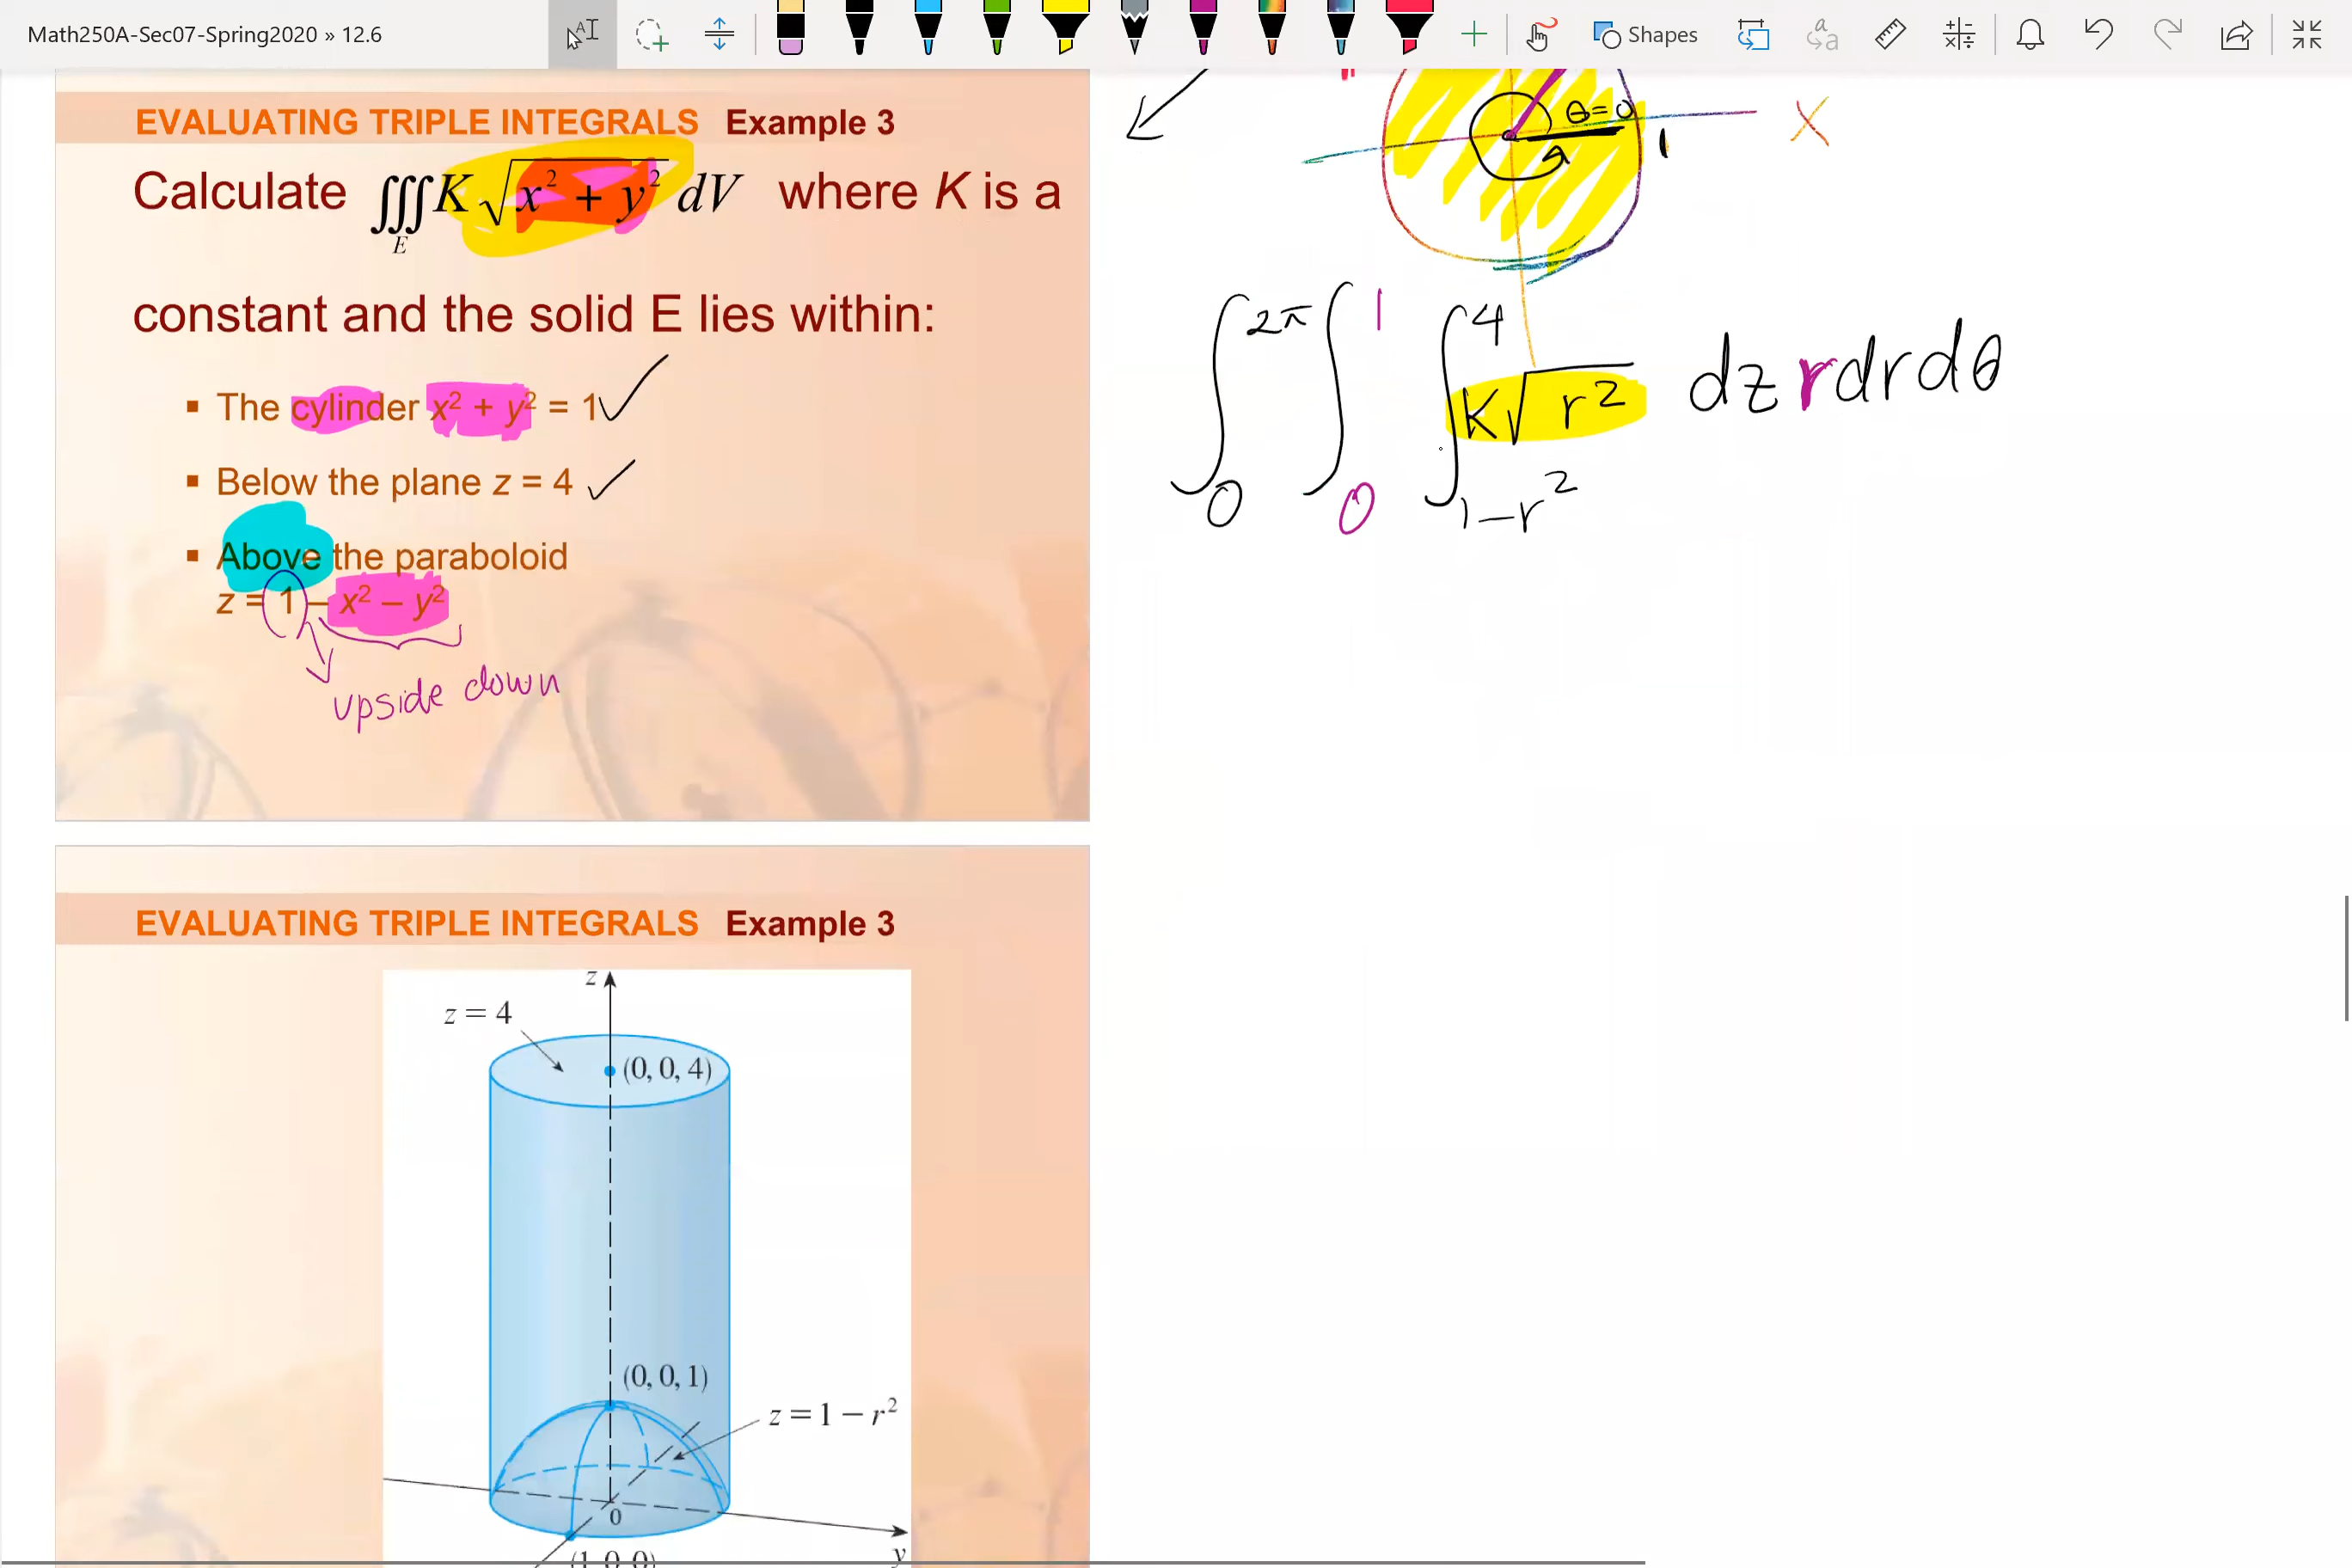 Math250A-Sec07-Spring2020 » 12.6
Shapes
EVALUATING TRIPLE INTEGRALS Example 3
Calculate ∭_E K √(x² + y²) dV where K is a
constant and the solid E lies within:
▪ The cylinder x² + y² = 1 ✓
▪ Below the plane z = 4 ✓
▪ Above the paraboloid
z = 1 – x² – y²
upside down
θ=0
1
X
∫_0^2π ∫_0^1 ∫_{1-r²}^4 K√r² dz r dr dθ
EVALUATING TRIPLE INTEGRALS Example 3
z
z = 4
(0, 0, 4)
(0, 0, 1)
z = 1 − r²
0
(1, 0, 0)
y